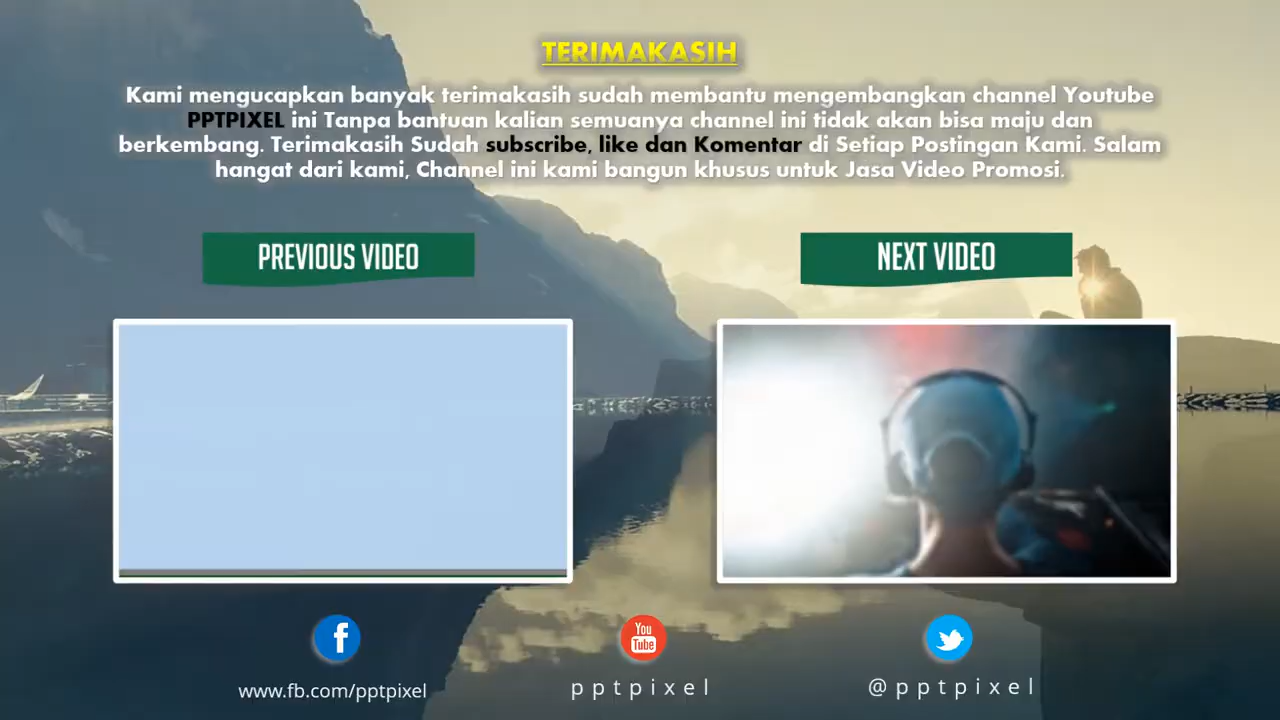 TERIMAKASIH
Kami mengucapkan banyak terimakasih sudah membantu mengembangkan channel Youtube
PPTPIXEL ini Tanpa bantuan kalian semuanya channel ini tidak akan bisa maju dan
berkembang. Terimakasih Sudah subscribe, like dan Komentar di Setiap Postingan Kami. Salam
hangat dari kami, Channel ini kami bangun khusus untuk Jasa Video Promosi.
PREVIOUS VIDEO
NEXT VIDEO
You
Tube
www.fb.com/pptpixel
pptpixel
@pptpixel